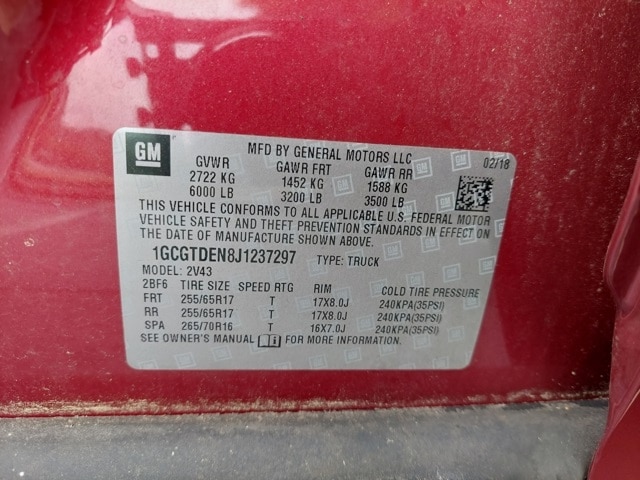 GM
MFD BY GENERAL MOTORS LLC 02/18
GVWR GAWR FRT GAWR RR
2722 KG 1452 KG 1588 KG
6000 LB 3200 LB 3500 LB
THIS VEHICLE CONFORMS TO ALL APPLICABLE U.S. FEDERAL MOTOR
VEHICLE SAFETY AND THEFT PREVENTION STANDARDS IN EFFECT ON
THE DATE OF MANUFACTURE SHOWN ABOVE.
1GCGTDEN8J1237297 TYPE: TRUCK
MODEL: 2V43
2BF6 TIRE SIZE SPEED RTG RIM COLD TIRE PRESSURE
FRT 255/65R17 T 17X8.0J 240KPA(35PSI)
RR 255/65R17 T 17X8.0J 240KPA(35PSI)
SPA 265/70R16 T 16X7.0J 240KPA(35PSI)
SEE OWNER'S MANUAL FOR MORE INFORMATION.